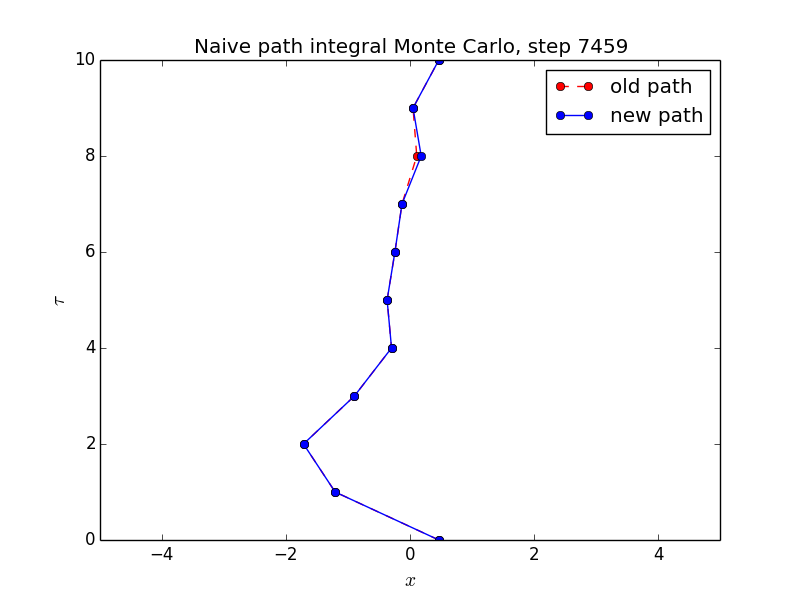 Naive path integral Monte Carlo, step 7459
10
8
6
4
2
0
τ
old path
new path
−4 −2 0 2 4
x